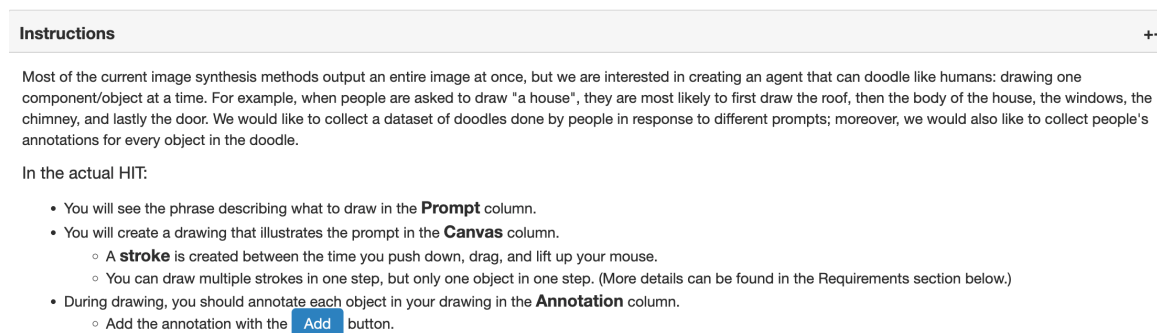 Instructions
Most of the current image synthesis methods output an entire image at once, but we are interested in creating an agent that can doodle like humans: drawing one
component/object at a time. For example, when people are asked to draw "a house", they are most likely to first draw the roof, then the body of the house, the windows, the
chimney, and lastly the door. We would like to collect a dataset of doodles done by people in response to different prompts; moreover, we would also like to collect people's
annotations for every object in the doodle.
In the actual HIT:
• You will see the phrase describing what to draw in the Prompt column.
• You will create a drawing that illustrates the prompt in the Canvas column.
◦ A stroke is created between the time you push down, drag, and lift up your mouse.
◦ You can draw multiple strokes in one step, but only one object in one step. (More details can be found in the Requirements section below.)
• During drawing, you should annotate each object in your drawing in the Annotation column.
◦ Add the annotation with the Add button.